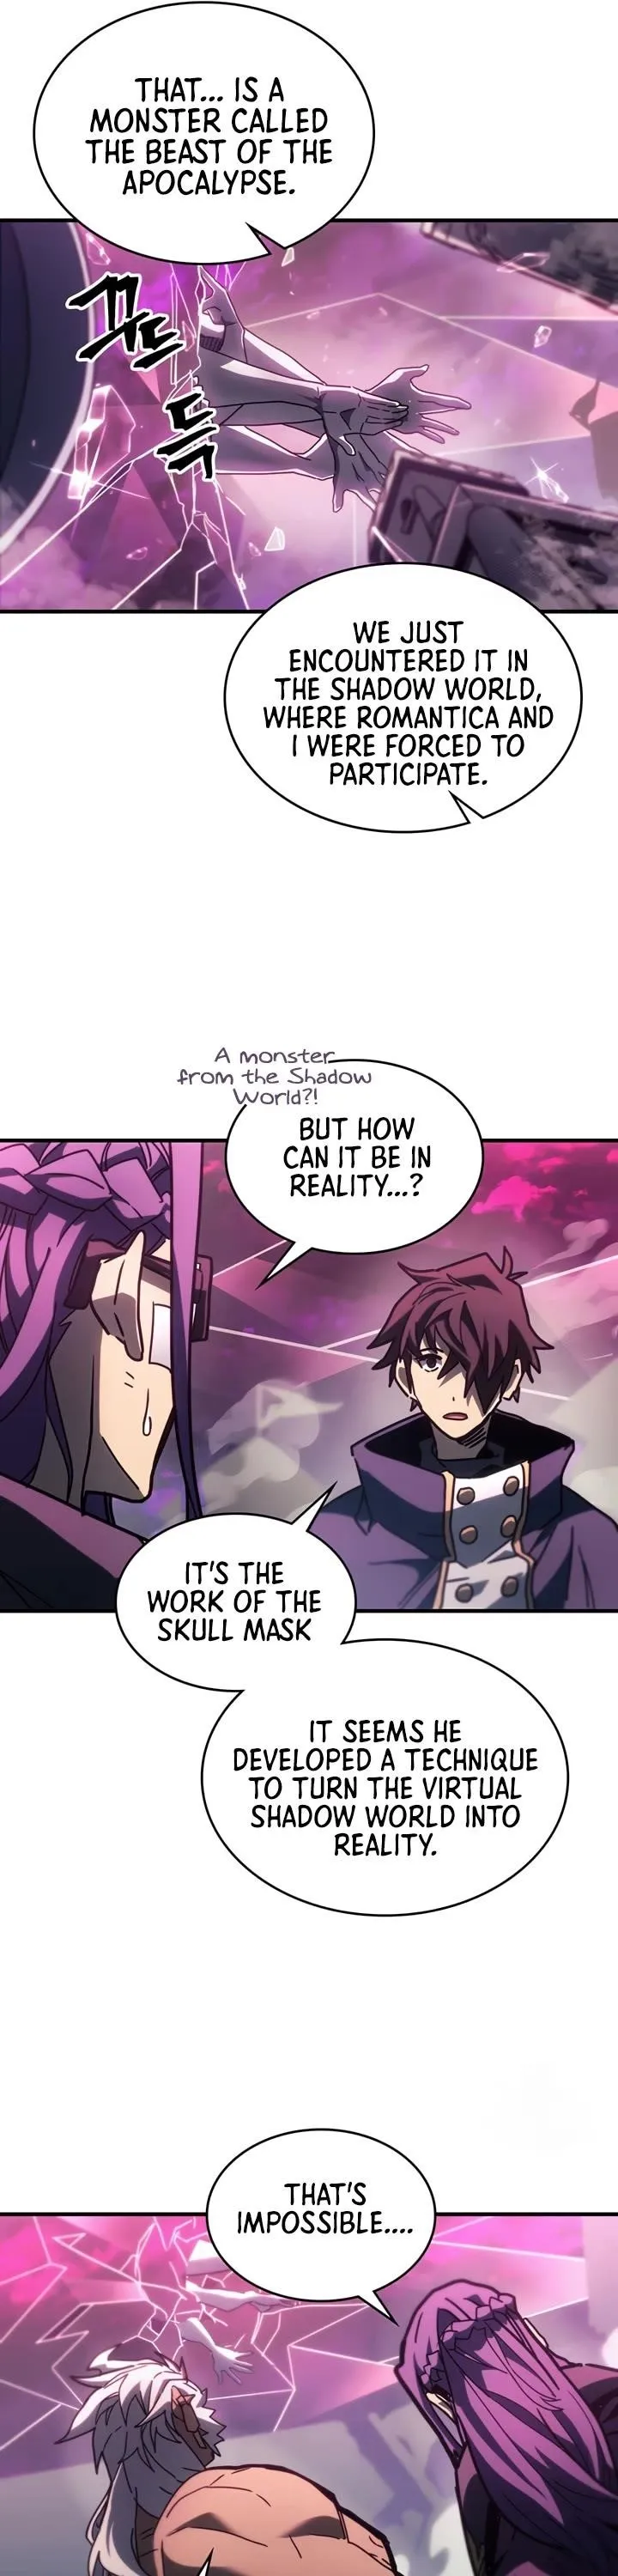 THAT... IS A
MONSTER CALLED
THE BEAST OF THE
APOCALYPSE.
꾸드
득
WE JUST
ENCOUNTERED IT IN
THE SHADOW WORLD,
WHERE ROMANTICA AND
I WERE FORCED TO
PARTICIPATE.
A monster
from the Shadow
World?!
BUT HOW
CAN IT BE IN
REALITY...?
IT'S THE
WORK OF THE
SKULL MASK
IT SEEMS HE
DEVELOPED A TECHNIQUE
TO TURN THE VIRTUAL
SHADOW WORLD INTO
REALITY.
THAT'S
IMPOSSIBLE....